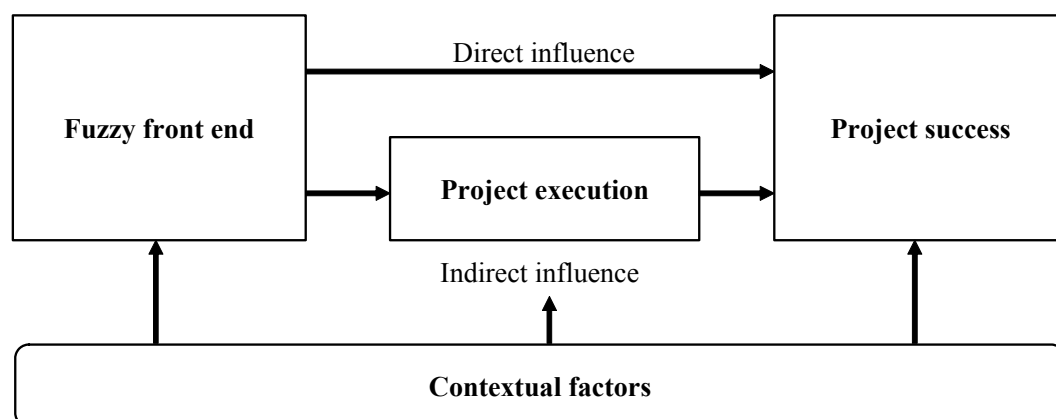 Direct influence
Fuzzy front end
Project success
Project execution
Indirect influence
Contextual factors